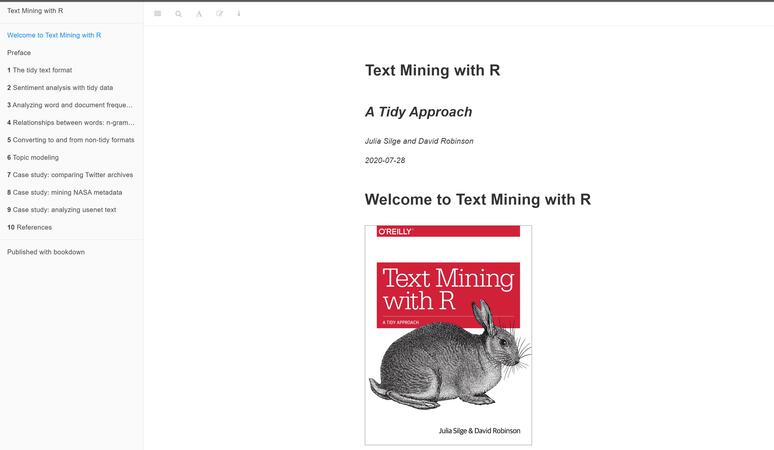 Text Mining with R
Welcome to Text Mining with R
Preface
1 The tidy text format
2 Sentiment analysis with tidy data
3 Analyzing word and document freque...
4 Relationships between words: n-gram...
5 Converting to and from non-tidy formats
6 Topic modeling
7 Case study: comparing Twitter archives
8 Case study: mining NASA metadata
9 Case study: analyzing usenet text
10 References
Published with bookdown
A
i
Text Mining with R
A Tidy Approach
Julia Silge and David Robinson
2020-07-28
Welcome to Text Mining with R
O'REILLY®
Text Mining
with R
A TIDY APPROACH
Julia Silge & David Robinson